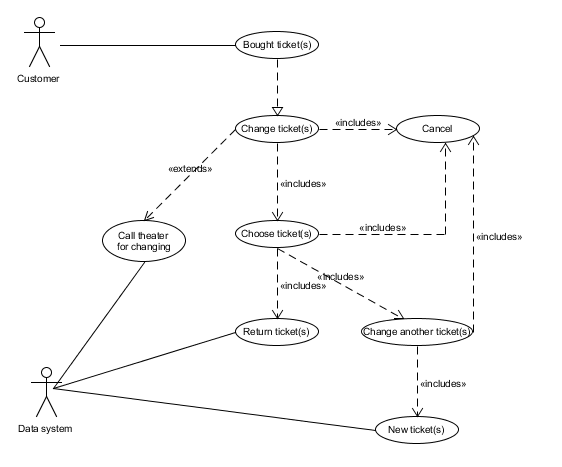 Bought ticket(s)
Customer
Change ticket(s)
«includes»
Cancel
«extends»
«includes»
Call theater
for changing
Choose ticket(s)
«includes»
«includes»
«includes»
«includes»
Return ticket(s)
Change another ticket(s)
«includes»
Data system
New ticket(s)